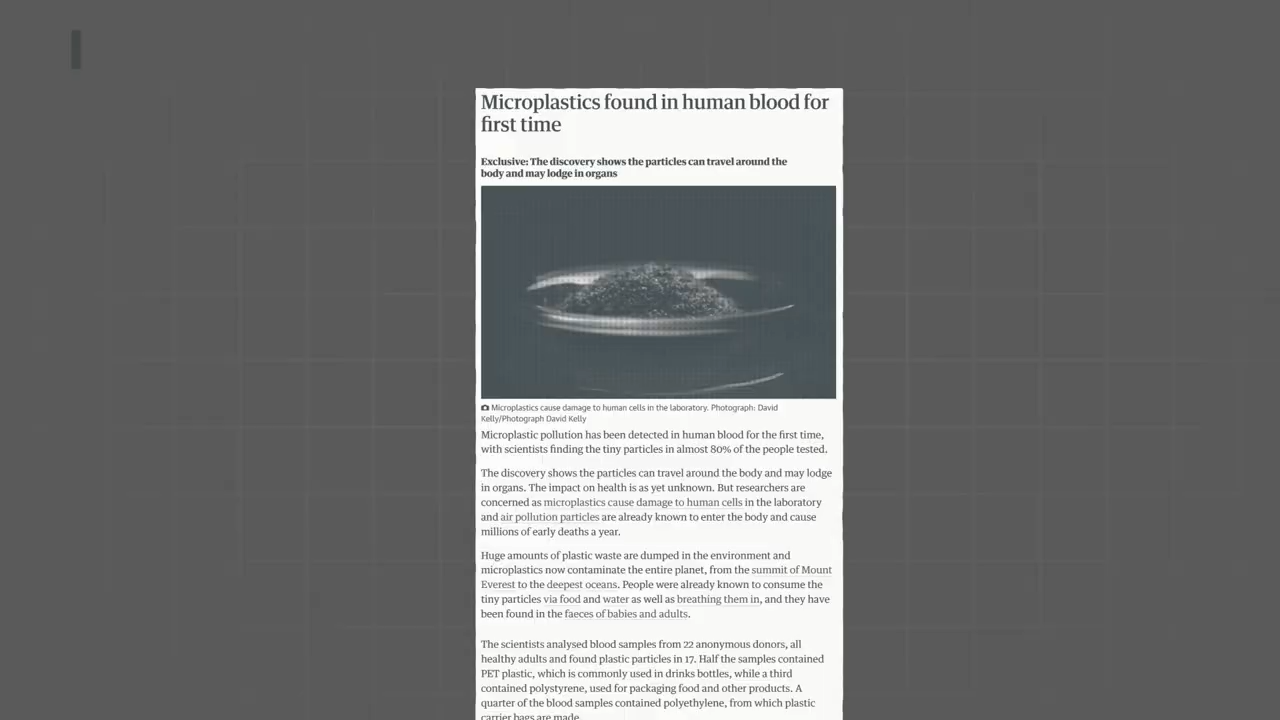 Microplastics found in human blood for
first time
Exclusive: The discovery shows the particles can travel around the
body and may lodge in organs
Microplastics cause damage to human cells in the laboratory. Photograph: David
Kelly/Photograph David Kelly
Microplastic pollution has been detected in human blood for the first time,
with scientists finding the tiny particles in almost 80% of the people tested.
The discovery shows the particles can travel around the body and may lodge
in organs. The impact on health is as yet unknown. But researchers are
concerned as microplastics cause damage to human cells in the laboratory
and air pollution particles are already known to enter the body and cause
millions of early deaths a year.
Huge amounts of plastic waste are dumped in the environment and
microplastics now contaminate the entire planet, from the summit of Mount
Everest to the deepest oceans. People were already known to consume the
tiny particles via food and water as well as breathing them in, and they have
been found in the faeces of babies and adults.
The scientists analysed blood samples from 22 anonymous donors, all
healthy adults and found plastic particles in 17. Half the samples contained
PET plastic, which is commonly used in drinks bottles, while a third
contained polystyrene, used for packaging food and other products. A
quarter of the blood samples contained polyethylene, from which plastic
carrier bags are made.